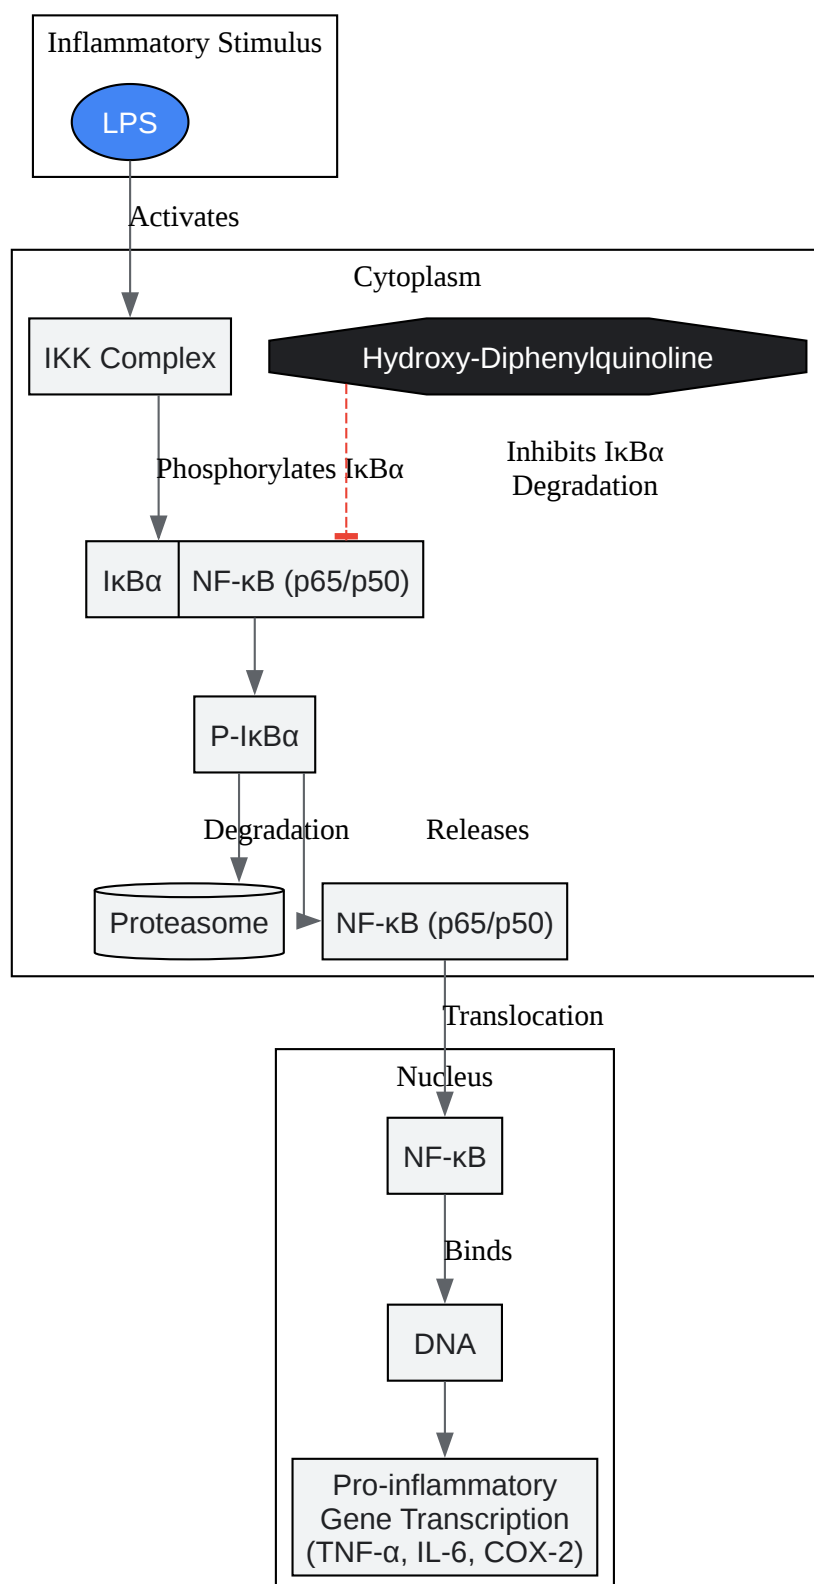 Inflammatory Stimulus
LPS
Activates
Cytoplasm
IKK Complex
Hydroxy-Diphenylquinoline
Phosphorylates IκBα
Inhibits IκBα
Degradation
IκBα
NF-κB (p65/p50)
P-IκBα
Degradation
Releases
Proteasome
NF-κB (p65/p50)
Translocation
Nucleus
NF-κB
Binds
DNA
Pro-inflammatory
Gene Transcription
(TNF-α, IL-6, COX-2)